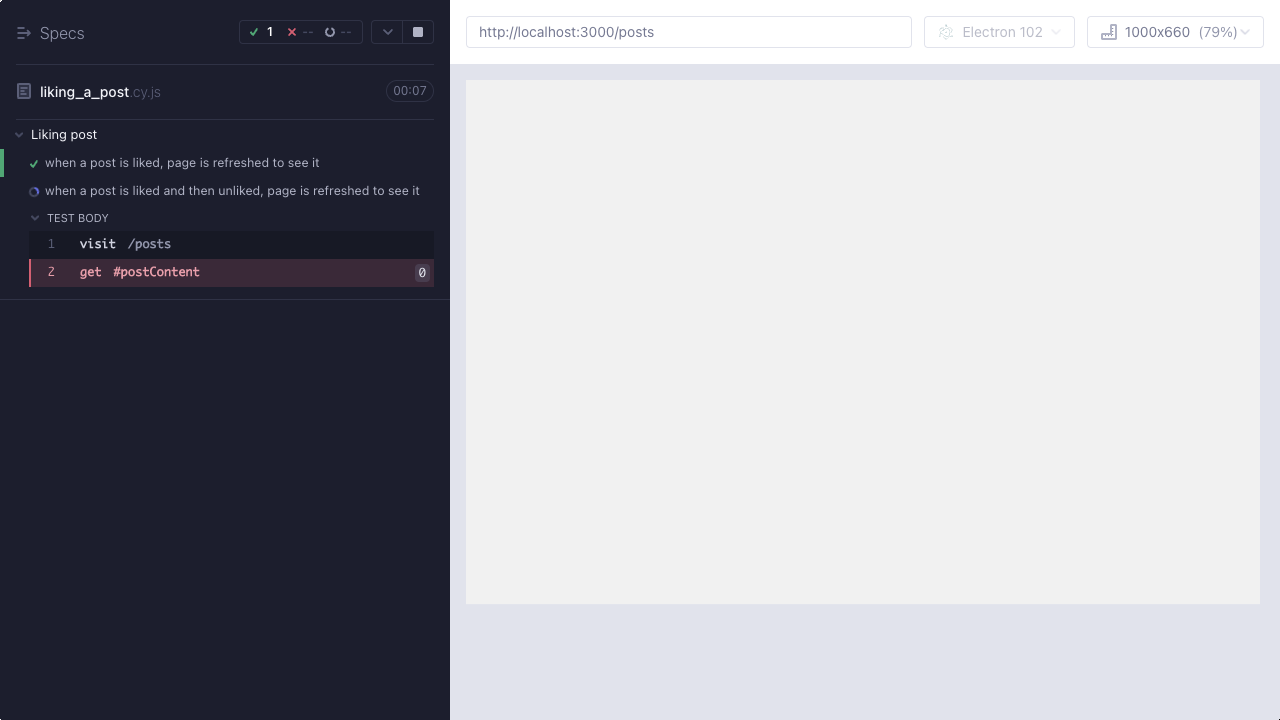 Specs
1 -- --
liking_a_post.cy.js 00:07
Liking post
when a post is liked, page is refreshed to see it
when a post is liked and then unliked, page is refreshed to see it
TEST BODY
1 visit /posts
2 get #postContent 0
http://localhost:3000/posts
Electron 102
1000x660 (79%)